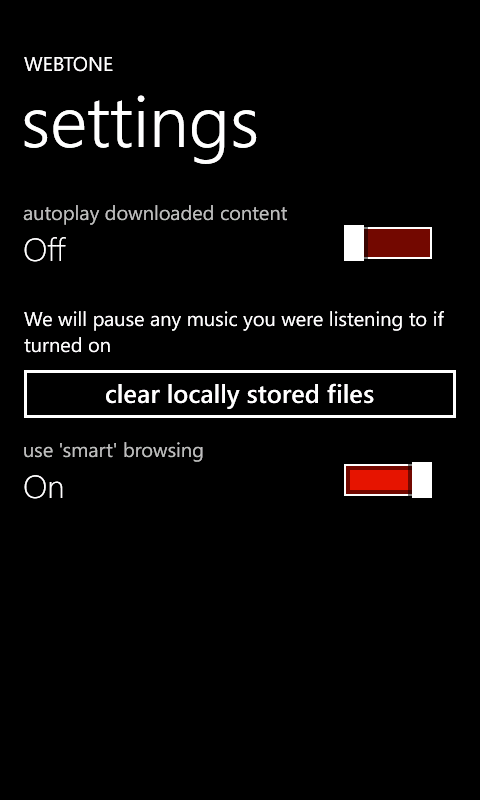 WEBTONE
settings
autoplay downloaded content
Off
We will pause any music you were listening to if
turned on
clear locally stored files
use 'smart' browsing
On